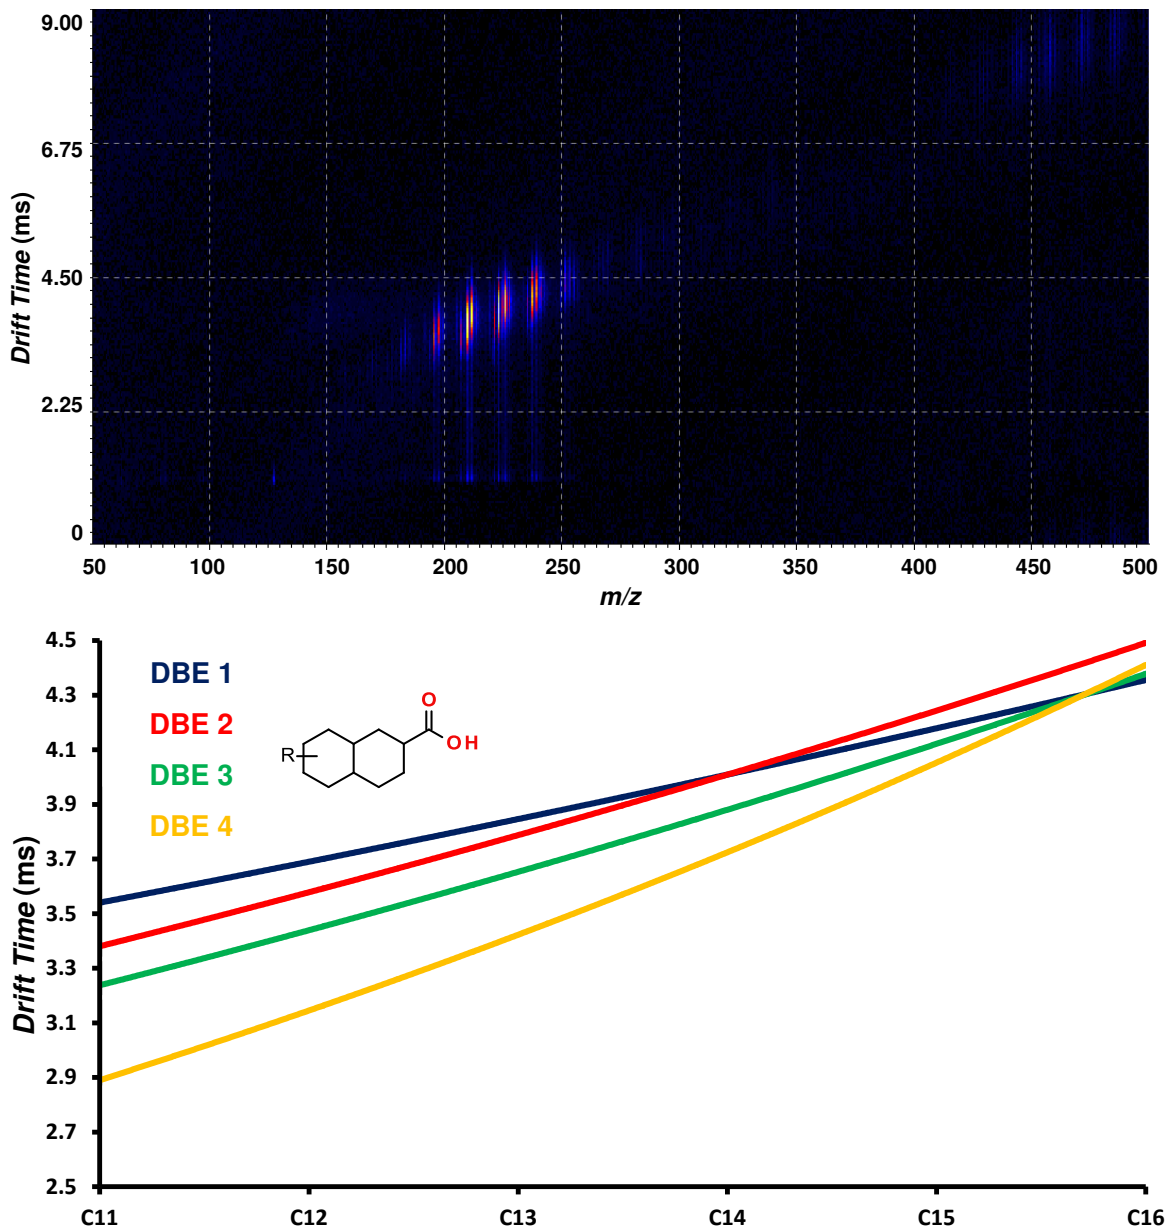 9.00
6.75
4.50
2.25
0
Drift Time (ms)
50 100 150 200 250 300 350 400 450 500
m/z
4.5
4.3
4.1
3.9
3.7
3.5
3.3
3.1
2.9
2.7
2.5
Drift Time (ms)
DBE 1
DBE 2
DBE 3
DBE 4
O
OH
R
C11 C12 C13 C14 C15 C16